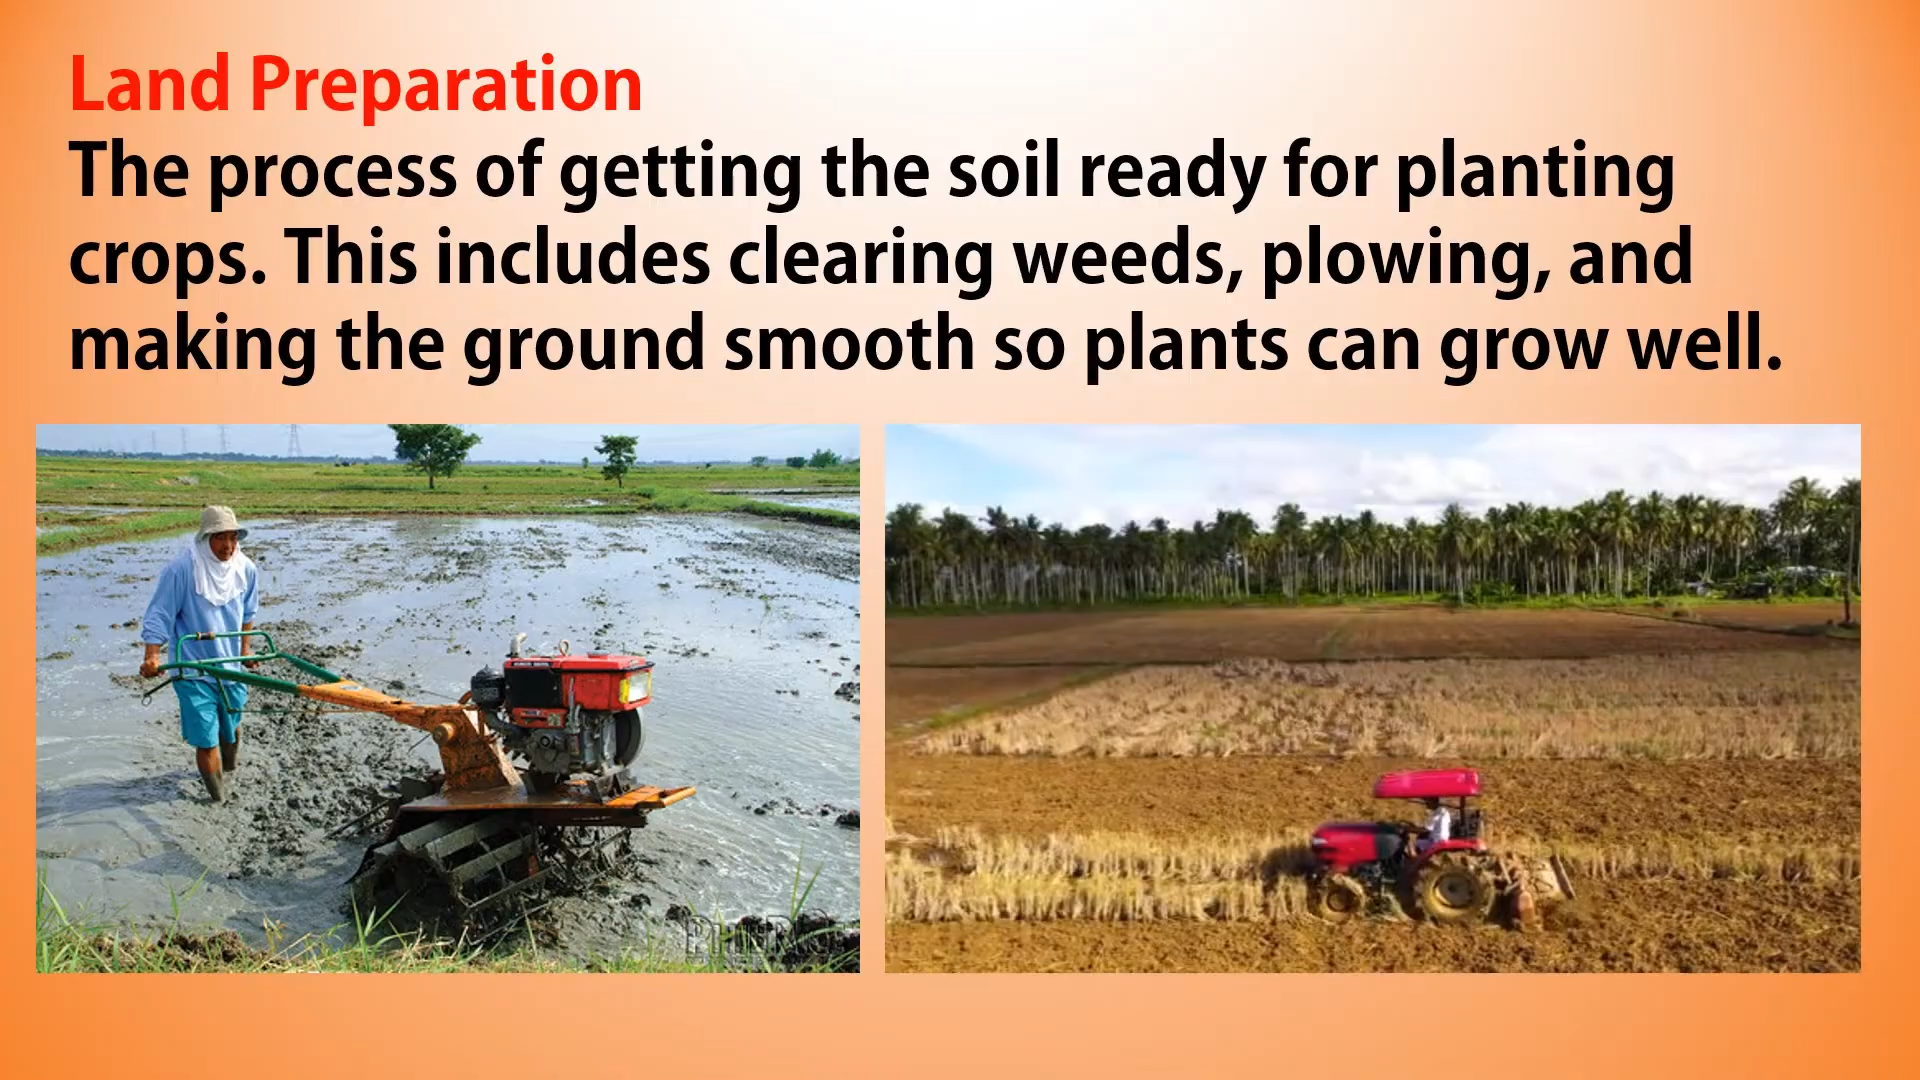 Land Preparation
The process of getting the soil ready for planting
crops. This includes clearing weeds, plowing, and
making the ground smooth so plants can grow well.
PhilRice